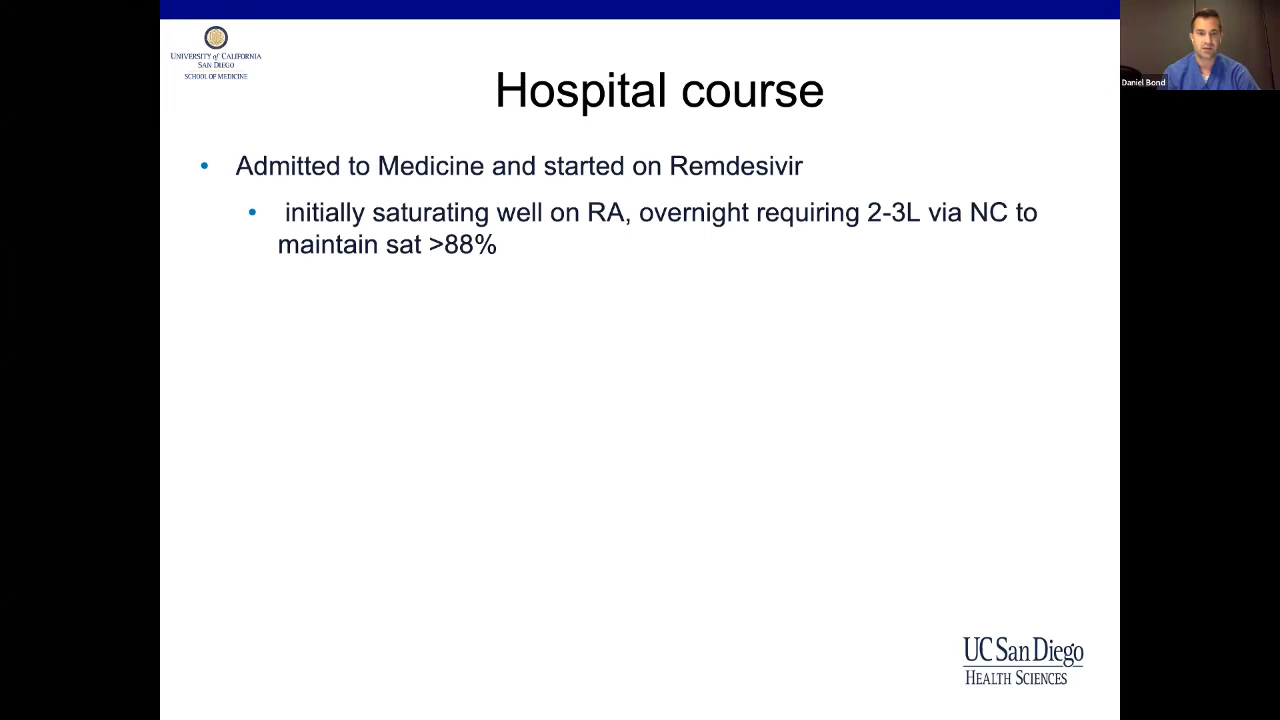 UNIVERSITY of CALIFORNIA
SAN DIEGO
SCHOOL OF MEDICINE
Daniel Bond
Hospital course
• Admitted to Medicine and started on Remdesivir
• initially saturating well on RA, overnight requiring 2-3L via NC to
maintain sat >88%
UC San Diego
HEALTH SCIENCES